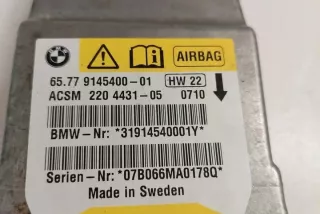 BMW
AIRBAG
65.77 9145400-01 HW 22
ACSM 220 4431-05 0710
BMW-Nr: *31914540001Y*
Serien-Nr: *07B066MA0178Q*
Made in Sweden